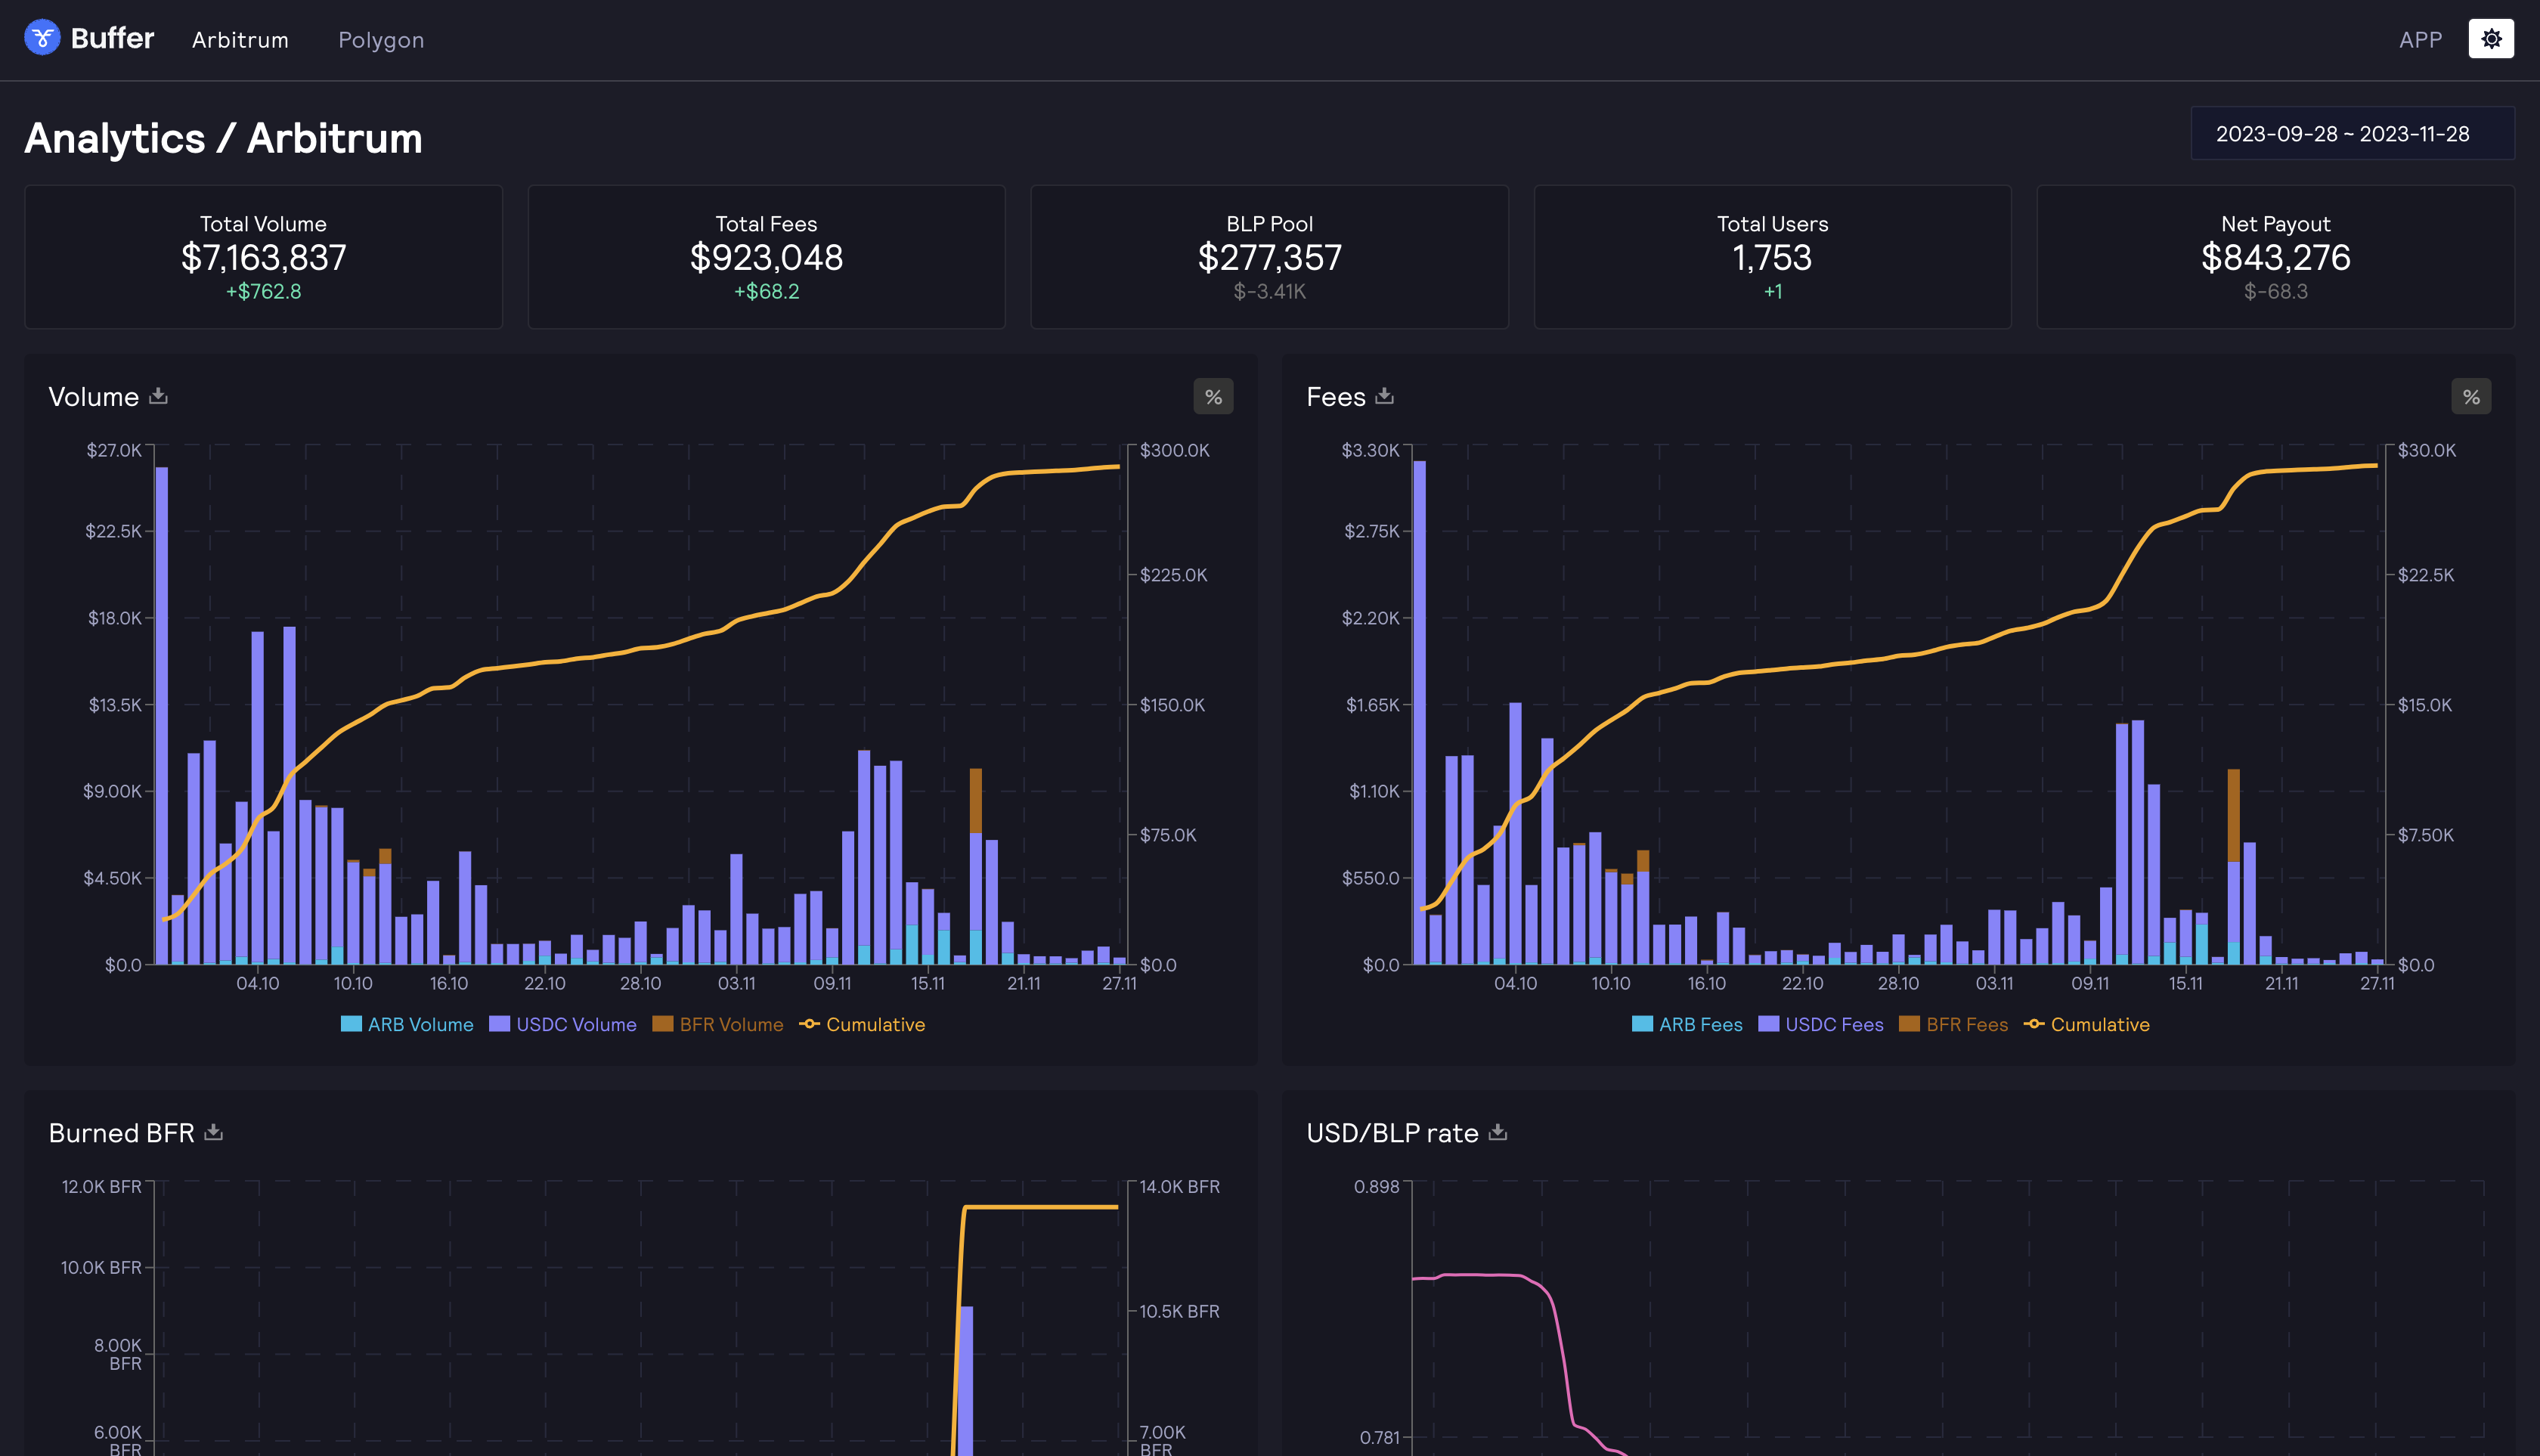 Buffer
Arbitrum
Polygon
APP
Analytics / Arbitrum
2023-09-28 ~ 2023-11-28
Total Volume
$7,163,837
+$762.8
Total Fees
$923,048
+$68.2
BLP Pool
$277,357
$-3.41K
Total Users
1,753
+1
Net Payout
$843,276
$-68.3
Volume
%
$27.0K
$22.5K
$18.0K
$13.5K
$9.00K
$4.50K
$0.0
$300.0K
$225.0K
$150.0K
$75.0K
$0.0
04.10
10.10
16.10
22.10
28.10
03.11
09.11
15.11
21.11
27.11
ARB Volume
USDC Volume
BFR Volume
Cumulative
Fees
%
$3.30K
$2.75K
$2.20K
$1.65K
$1.10K
$550.0
$0.0
$30.0K
$22.5K
$15.0K
$7.50K
$0.0
04.10
10.10
16.10
22.10
28.10
03.11
09.11
15.11
21.11
27.11
ARB Fees
USDC Fees
BFR Fees
Cumulative
Burned BFR
12.0K BFR
10.0K BFR
8.00K
BFR
6.00K
BFR
14.0K BFR
10.5K BFR
7.00K
BFR
USD/BLP rate
0.898
0.781